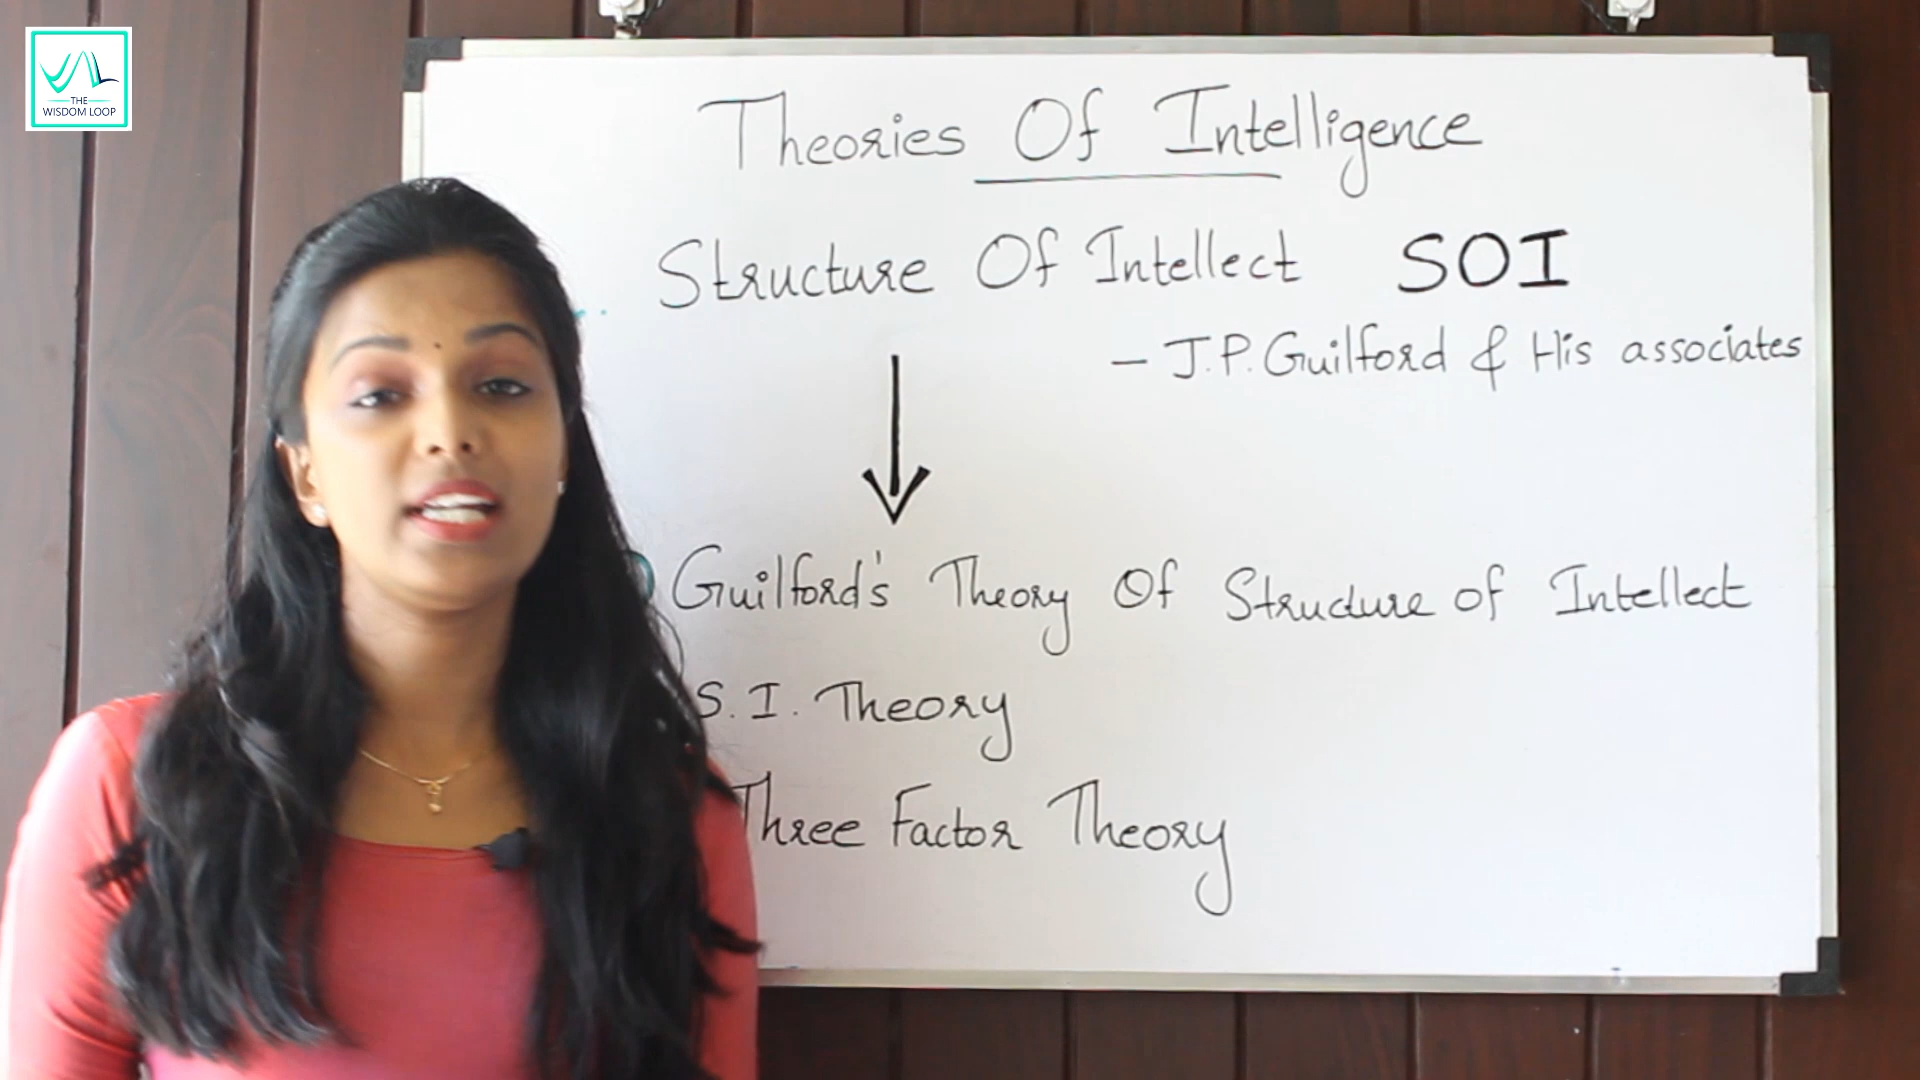 THE
WISDOM LOOP
Theories Of Intelligence
Structure Of Intellect SOI
- J.P. Guilford & His associates
Guilford's Theory Of Structure of Intellect
S. I. Theory
Three Factor Theory